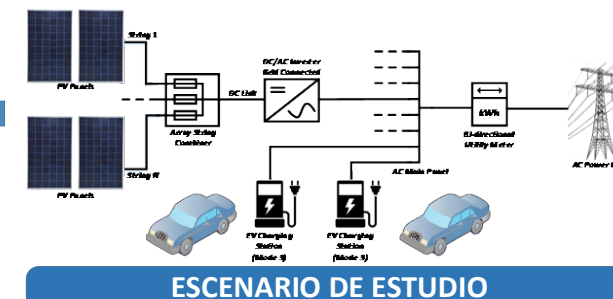 String 1
PV Panels
DC/AC Inverter
Grid Connected
DC Link
Array String
Combiner
kWh
Bi-directional
Utility Meter
AC Power
String N
PV Panels
AC Main Panel
EV Charging
Station
(Mode 3)
EV Charging
Station
(Mode 3)
ESCENARIO DE ESTUDIO